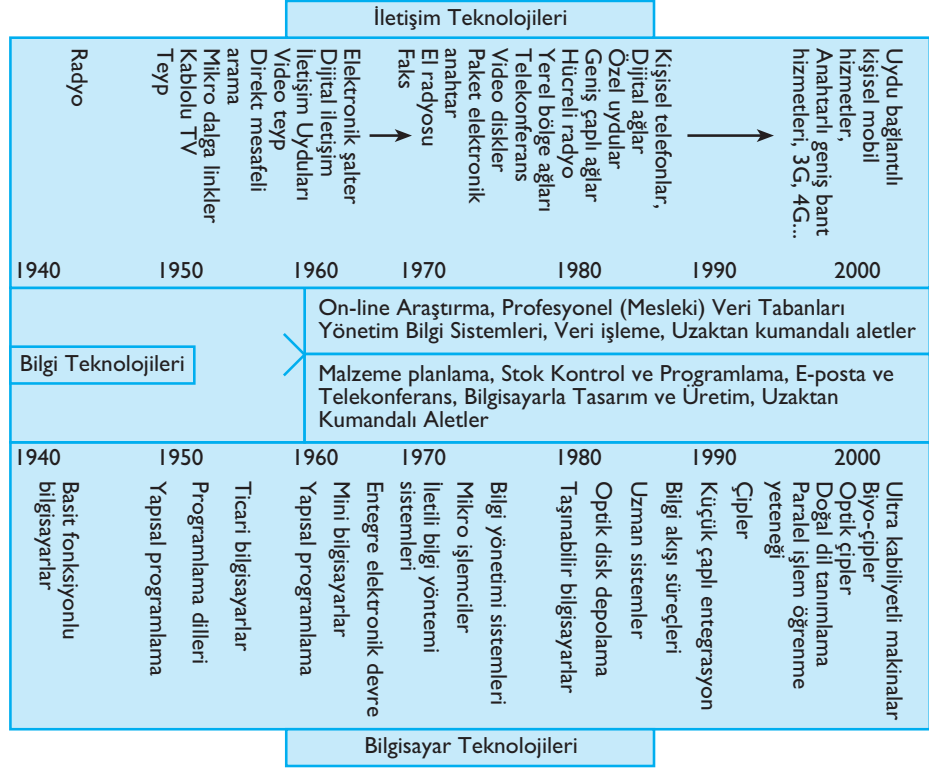 İletişim Teknolojileri
Radyo
Teyp
Kablolu TV
Mikro dalga linkler
arama
Direkt mesafeli
Video teyp
İletişim Uyduları
Dijital iletişim
Elektronik şalter
Faks
El radyosu
anahtar
Paket elektronik
Video diskler
Telekonferans
Yerel bölge ağları
Hücreli radyo
Geniş çaplı ağlar
Özel uydular
Dijital ağlar
Kişisel telefonlar,
hizmetleri, 3G, 4G...
Anahtarlı geniş bant
hizmetler,
kişisel mobil
Uydu bağlantılı
1940 1950 1960 1970 1980 1990 2000
On-line Araştırma, Profesyonel (Mesleki) Veri Tabanları
Yönetim Bilgi Sistemleri, Veri işleme, Uzaktan kumandalı aletler
Bilgi Teknolojileri
Malzeme planlama, Stok Kontrol ve Programlama, E-posta ve
Telekonferans, Bilgisayarla Tasarım ve Üretim, Uzaktan
Kumandalı Aletler
1940 1950 1960 1970 1980 1990 2000
Basit fonksiyonlu
bilgisayarlar
Yapısal programlama
Programlama dilleri
Ticari bilgisayarlar
Yapısal programlama
Mini bilgisayarlar
Entegre elektronik devre
İletili bilgi yöntemi
sistemleri
Mikro işlemciler
Bilgi yönetimi sistemleri
Taşınabilir bilgisayarlar
Optik disk depolama
Uzman sistemler
Bilgi akışı süreçleri
Küçük çaplı entegrasyon
Çipler
Paralel işlem öğrenme
yeteneği
Doğal dil tanımlama
Optik çipler
Biyo-çipler
Ultra kabiliyetli makinalar
Bilgisayar Teknolojileri